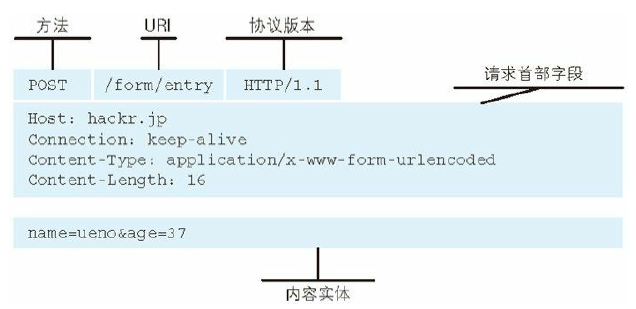 方法 URI 协议版本
POST /form/entry HTTP/1.1
请求首部字段
Host: hackr.jp
Connection: keep-alive
Content-Type: application/x-www-form-urlencoded
Content-Length: 16
name=ueno&age=37
内容实体